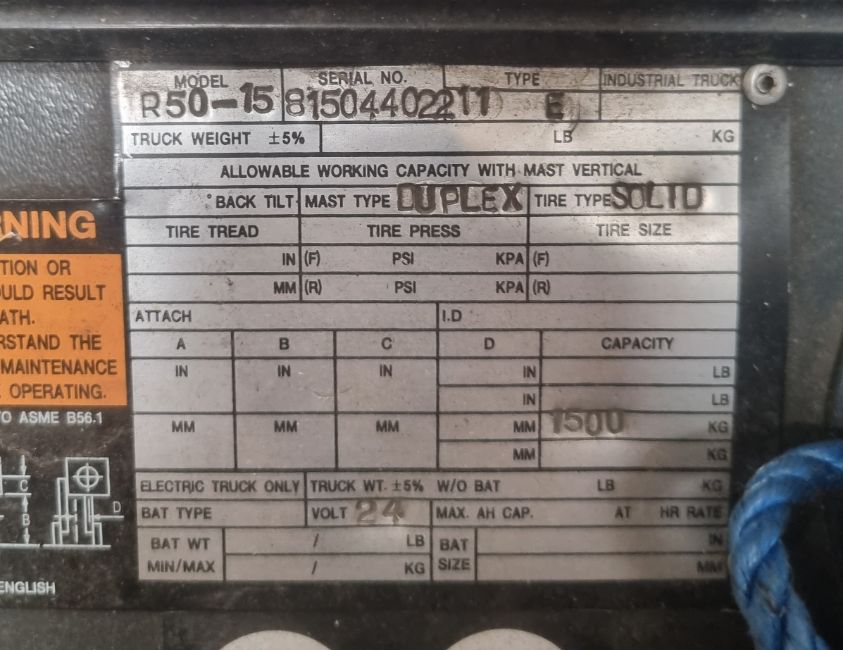 MODEL SERIAL NO. TYPE INDUSTRIAL TRUCK
R50-15 81504402211 E
TRUCK WEIGHT ±5% LB KG
ALLOWABLE WORKING CAPACITY WITH MAST VERTICAL
°BACK TILT MAST TYPE DUPLEX TIRE TYPE SOLID
TIRE TREAD TIRE PRESS TIRE SIZE
IN (F) PSI KPA (F)
MM (R) PSI KPA (R)
ATTACH I.D
A B C D CAPACITY
IN IN IN IN LB
IN LB
MM MM MM MM 1500 KG
MM KG
ELECTRIC TRUCK ONLY TRUCK WT. ±5% W/O BAT LB KG
BAT TYPE VOLT 24 MAX. AH CAP. AT HR RATE
BAT WT / LB BAT IN
MIN/MAX / KG SIZE MM
NING
TION OR
ULD RESULT
ATH.
RSTAND THE
MAINTENANCE
OPERATING.
O ASME B56.1
C
B
D
ENGLISH